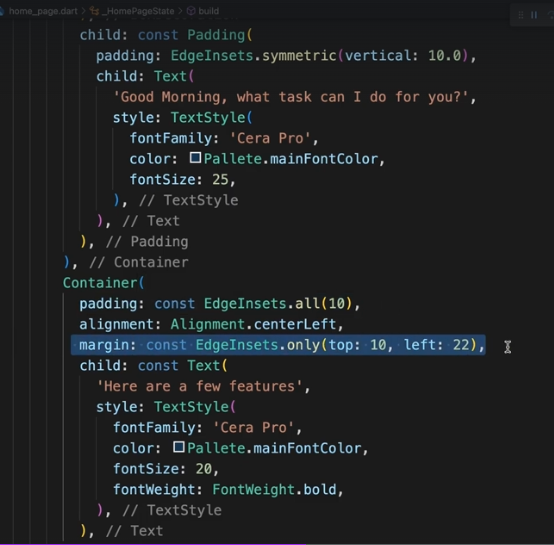 home_page.dart > _HomePageState > build
child: const Padding(
padding: EdgeInsets.symmetric(vertical: 10.0),
child: Text(
'Good Morning, what task can I do for you?',
style: TextStyle(
fontFamily: 'Cera Pro',
color: Pallete.mainFontColor,
fontSize: 25,
), // TextStyle
), // Text
), // Padding
), // Container
Container(
padding: const EdgeInsets.all(10),
alignment: Alignment.centerLeft,
margin: const EdgeInsets.only(top: 10, left: 22),
child: const Text(
'Here are a few features',
style: TextStyle(
fontFamily: 'Cera Pro',
color: Pallete.mainFontColor,
fontSize: 20,
fontWeight: FontWeight.bold,
), // TextStyle
), // Text